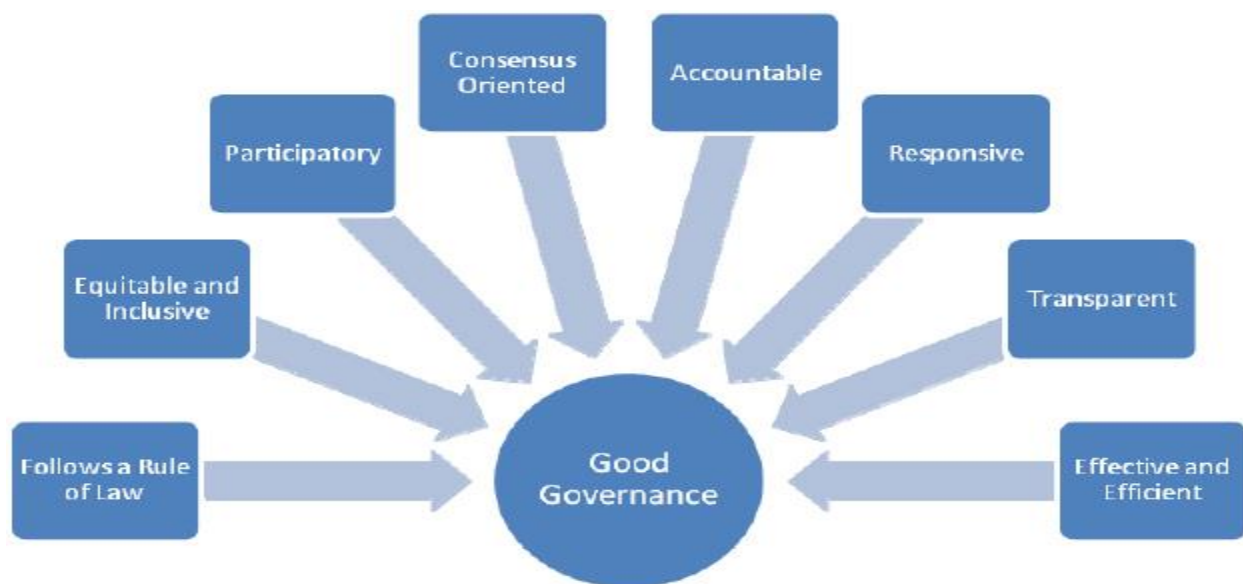 Consensus
Oriented
Accountable
Participatory
Responsive
Equitable and
Inclusive
Transparent
Follows a Rule
of Law
Good
Governance
Effective and
Efficient